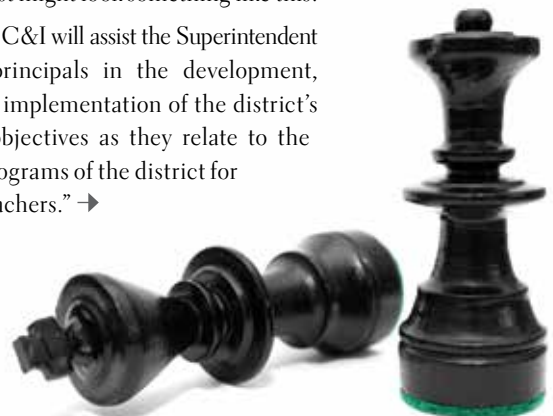 might look something like this:
C&I will assist the Superintendent
principals in the development,
implementation of the district's
objectives as they relate to the
of the district for
→